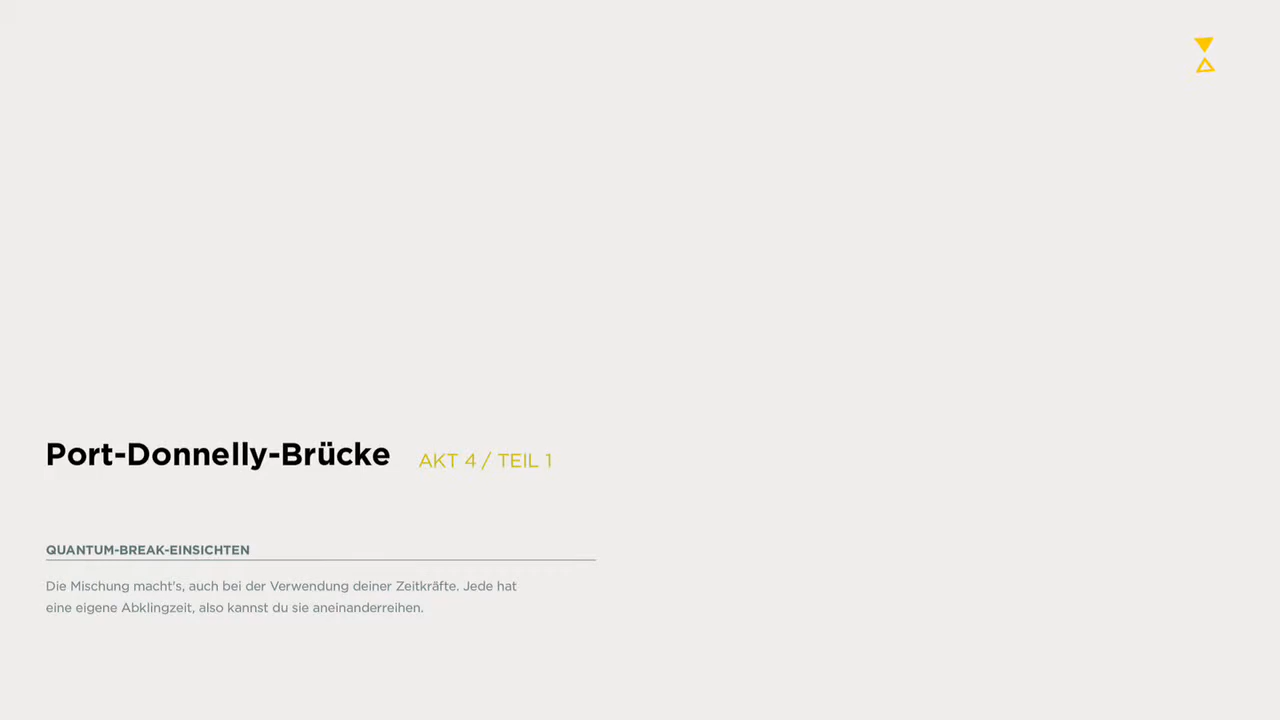 Port-Donnelly-Brücke AKT 4 / TEIL 1
QUANTUM-BREAK-EINSICHTEN
Die Mischung macht's, auch bei der Verwendung deiner Zeitkräfte. Jede hat
eine eigene Abklingzeit, also kannst du sie aneinanderreihen.